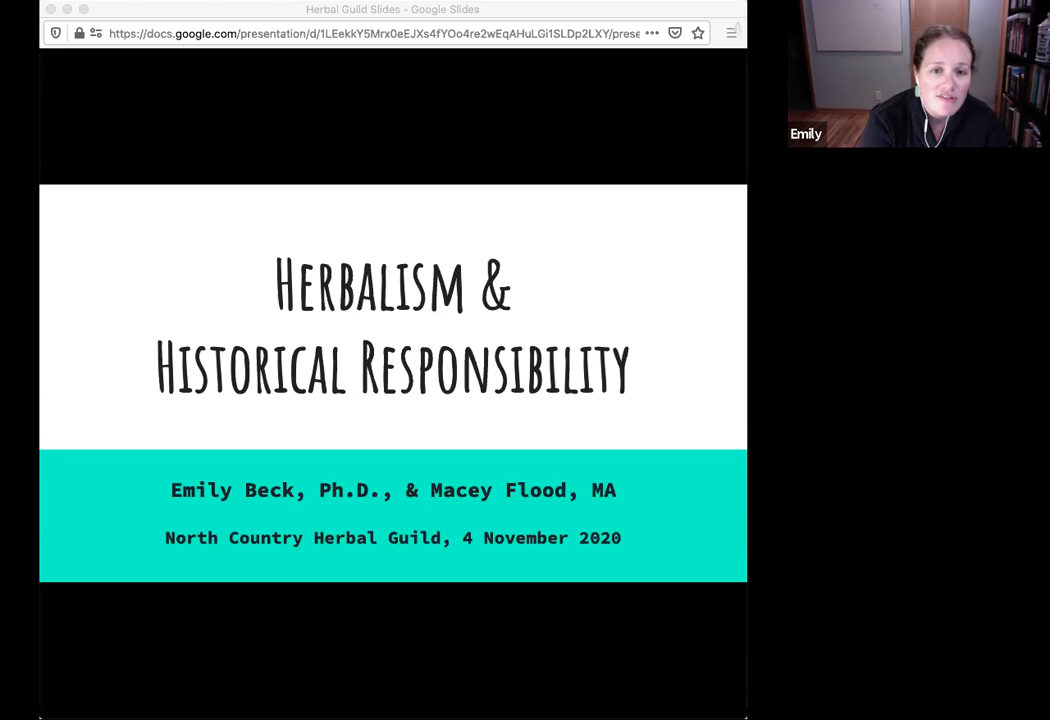 Herbal Guild Slides - Google Slides
https://docs.google.com/presentation/d/1LEekkY5Mrx0eEJXs4fYOo4re2wEqAHuLGi1SLDp2LXY/prese
Emily
Herbalism &
Historical Responsibility
Emily Beck, Ph.D., & Macey Flood, MA
North Country Herbal Guild, 4 November 2020